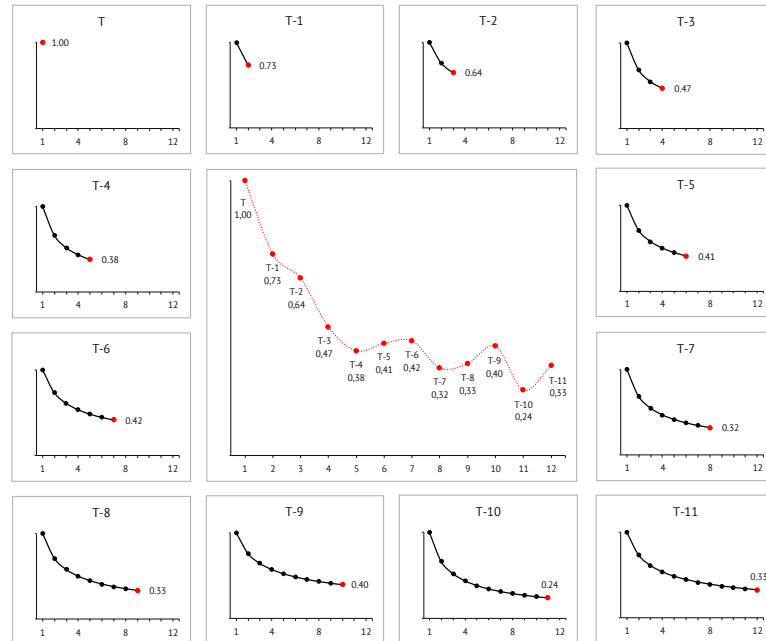 T
1.00
1 4 8 12
T-1
0.73
1 4 8 12
T-2
0.64
1 4 8 12
T-3
0.47
1 4 8 12
T-4
0.38
1 4 8 12
T
1,00
T-1
0,73
T-2
0,64
T-3
0,47
T-4
0,38
T-5
0,41
T-6
0,42
T-7
0,32
T-8
0,33
T-9
0,40
T-10
0,24
T-11
0,33
1 2 3 4 5 6 7 8 9 10 11 12
T-5
0.41
1 4 8 12
T-6
0.42
1 4 8 12
T-7
0.32
1 4 8 12
T-8
0.33
1 4 8 12
T-9
0.40
1 4 8 12
T-10
0.24
1 4 8 12
T-11
0.33
1 4 8 12